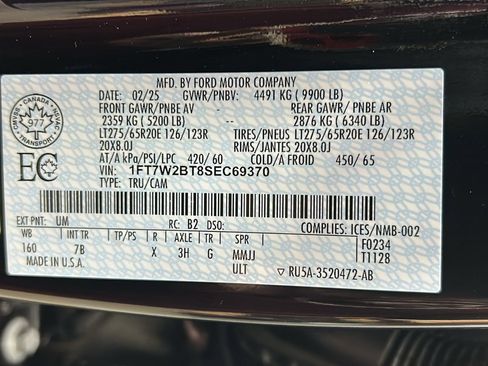 MFD. BY FORD MOTOR COMPANY
DATE: 02/25 GVWR/PNBV: 4491 KG ( 9900 LB)
FRONT GAWR/PNBE AV REAR GAWR/ PNBE AR
2359 KG ( 5200 LB) 2876 KG ( 6340 LB)
LT275/65R20E 126/123R TIRES/PNEUS LT275/65R20E 126/123R
20X8.0J RIMS/JANTES 20X8.0J
AT/A kPa/PSI/LPC 420/ 60 COLD/A FROID 450/ 65
VIN: 1FT7W2BT8SEC69370
TYPE: TRU/CAM
CANADA
TRANSPORT
977
EC
EXT PNT: UM RC: B2 DSO: COMPLIES: ICES/NMB-002
WB INT TR TP/PS R AXLE TR SPR F0234
160 7B X 3H G MMJJ T1128
MADE IN U.S.A. ULT RU5A-3520472-AB